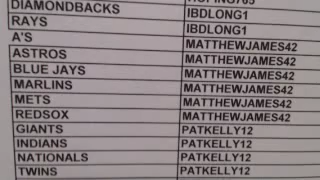 DIAMONDBACKS
RAYS IBDLONG1
A'S IBDLONG1
ASTROS MATTHEWJAMES42
BLUE JAYS MATTHEWJAMES42
MARLINS MATTHEWJAMES42
METS MATTHEWJAMES42
REDSOX MATTHEWJAMES42
GIANTS PATKELLY12
INDIANS PATKELLY12
NATIONALS PATKELLY12
TWINS PATKELLY12